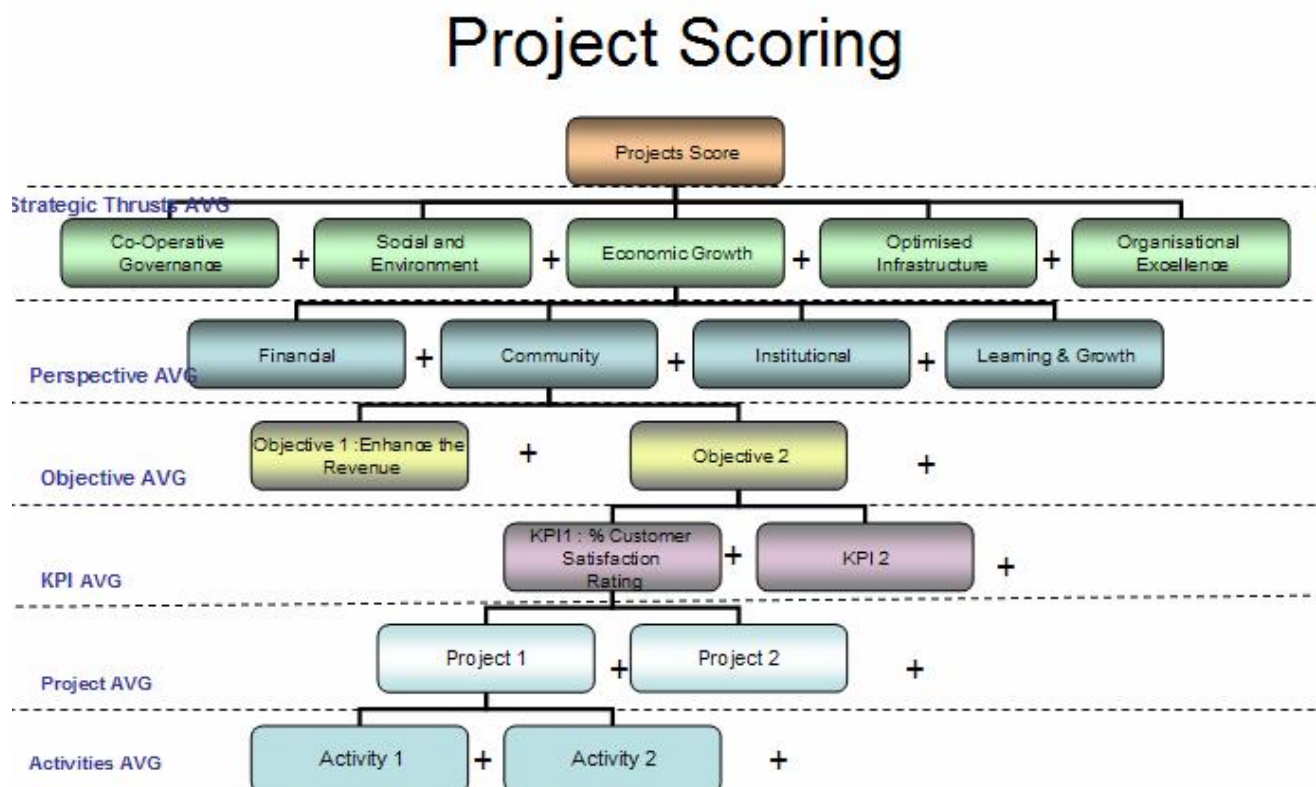 Project Scoring
Projects Score
Strategic Thrusts AVG
Co-Operative
Governance
+
Social and
Environment
+
Economic Growth
+
Optimised
Infrastructure
+
Organisational
Excellence
Perspective AVG
Financial
+
Community
+
Institutional
+
Learning & Growth
Objective AVG
Objective 1 :Enhance the
Revenue
+
Objective 2
+
KPI AVG
KPI1 : % Customer
Satisfaction
Rating
+
KPI 2
+
Project AVG
Project 1
+
Project 2
+
Activities AVG
Activity 1
+
Activity 2
+